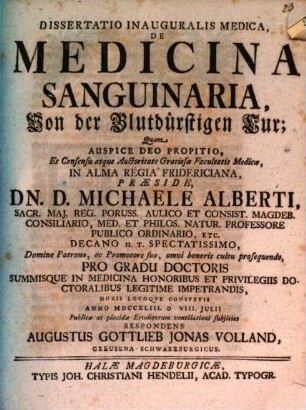 23
DISSERTATIO INAUGURALIS MEDICA,
DE
MEDICINA
SANGUINARIA,
Von der Blutdürstigen Cur;
Quam
AUSPICE DEO PROPITIO,
Et Consensu atque Auctoritate Gratiosæ Facultatis Medicæ,
IN ALMA REGIA FRIDERICIANA,
PRÆSIDE,
DN. D. MICHAELE ALBERTI,
SACR. MAJ. REG. PORUSS. AULICO ET CONSIST. MAGDEB.
CONSILIARIO, MED. ET PHILOS. NATUR. PROFESSORE
PUBLICO ORDINARIO, ETC.
DECANO H. T. SPECTATISSIMO,
Domino Patrono, ac Promotore suo, omni honoris cultu prosequendo,
PRO GRADU DOCTORIS
SUMMISQUE IN MEDICINA HONORIBUS ET PRIVILEGIIS DO-
CTORALIBUS LEGITIME IMPETRANDIS,
HORIS LOCOQUE CONSUETIS
ANNO MDCCXLIII. D VIII. JULII
Publicæ ac placidæ Eruditorum ventilationi subjiciet
RESPONDENS
AUGUSTUS GOTTLIEB JONAS VOLLAND,
GREUSENA-SCHWARZBURGICUS.
HALÆ MAGDEBURGICÆ,
TYPIS JOH. CHRISTIANI HENDELII, ACAD. TYPOGR.